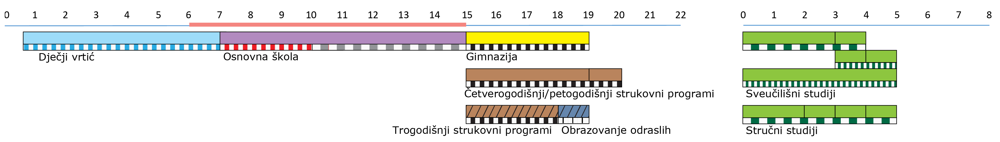 0 1 2 3 4 5 6 7 8 9 10 11 12 13 14 15 16 17 18 19 20 21 22 0 1 2 3 4 5 6 7 8
Dječji vrtić Osnovna škola Gimnazija
Četverogodišnji/petogodišnji strukovni programi Sveučilišni studiji
Trogodišnji strukovni programi Obrazovanje odraslih Stručni studiji